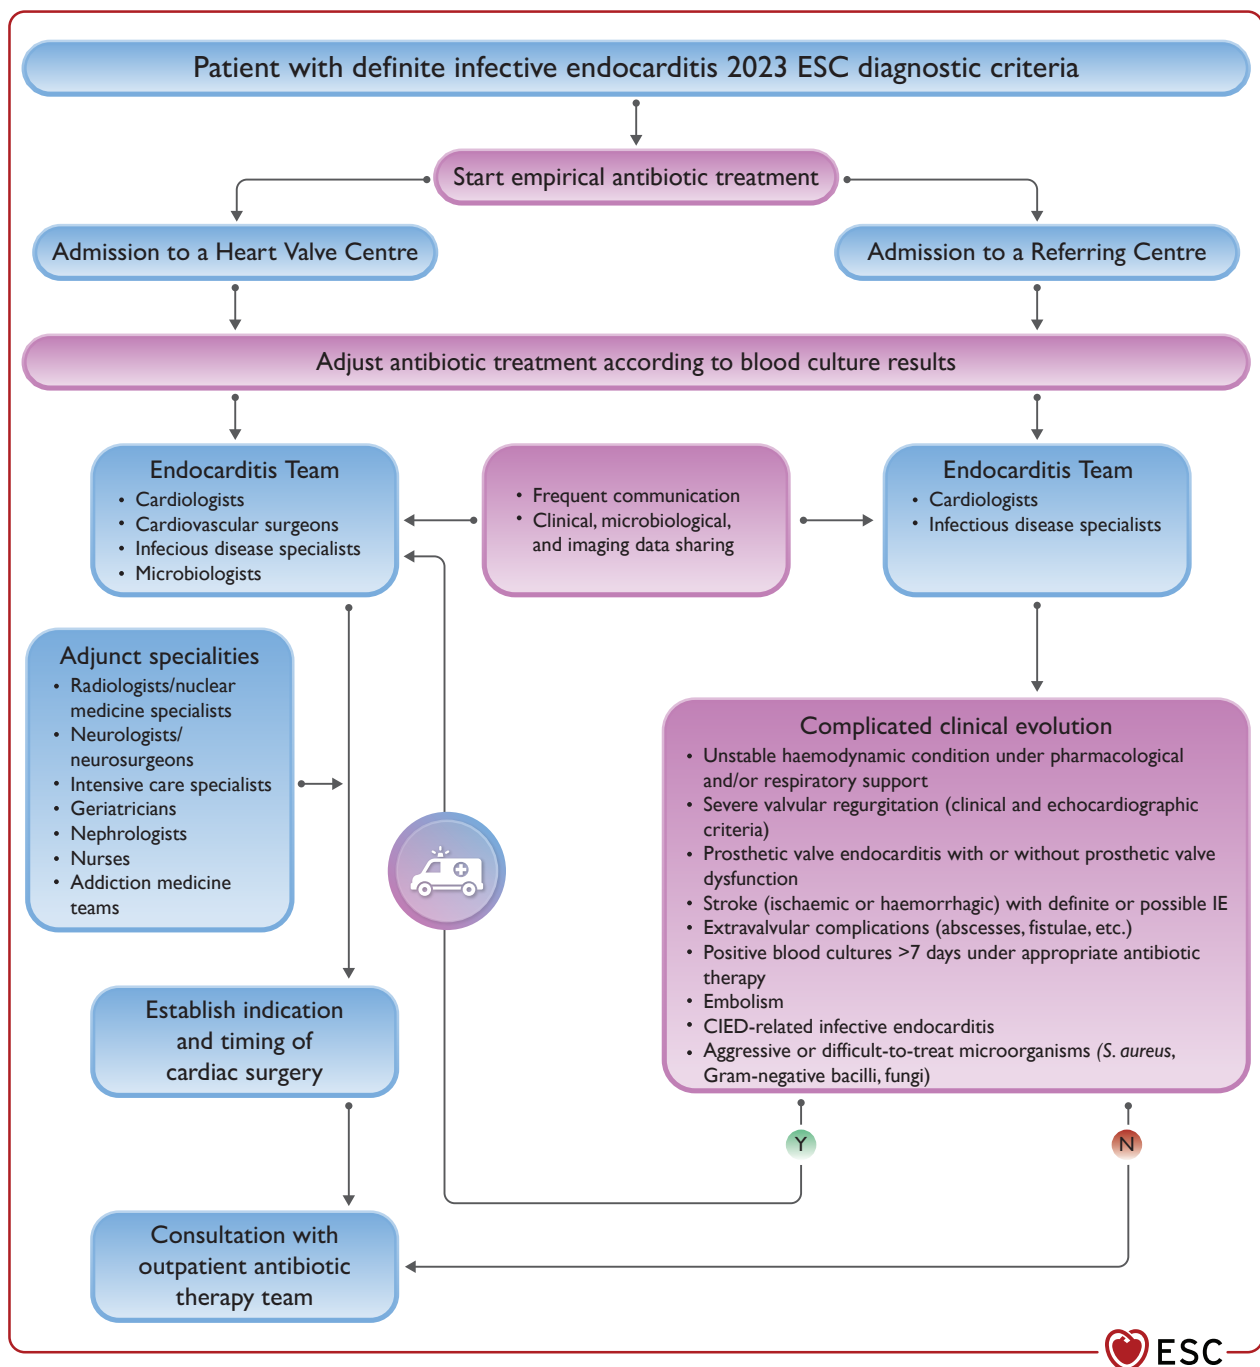 Patient with definite infective endocarditis 2023 ESC diagnostic criteria
Start empirical antibiotic treatment
Admission to a Heart Valve Centre
Admission to a Referring Centre
Adjust antibiotic treatment according to blood culture results
Endocarditis Team
• Cardiologists
• Cardiovascular surgeons
• Infecious disease specialists
• Microbiologists
• Frequent communication
• Clinical, microbiological,
and imaging data sharing
Endocarditis Team
• Cardiologists
• Infectious disease specialists
Adjunct specialities
• Radiologists/nuclear
medicine specialists
• Neurologists/
neurosurgeons
• Intensive care specialists
• Geriatricians
• Nephrologists
• Nurses
• Addiction medicine
teams
Complicated clinical evolution
• Unstable haemodynamic condition under pharmacological
and/or respiratory support
• Severe valvular regurgitation (clinical and echocardiographic
criteria)
• Prosthetic valve endocarditis with or without prosthetic valve
dysfunction
• Stroke (ischaemic or haemorrhagic) with definite or possible IE
• Extravalvular complications (abscesses, fistulae, etc.)
• Positive blood cultures >7 days under appropriate antibiotic
therapy
• Embolism
• CIED-related infective endocarditis
• Aggressive or difficult-to-treat microorganisms (S. aureus,
Gram-negative bacilli, fungi)
Establish indication
and timing of
cardiac surgery
Y
N
Consultation with
outpatient antibiotic
therapy team
ESC